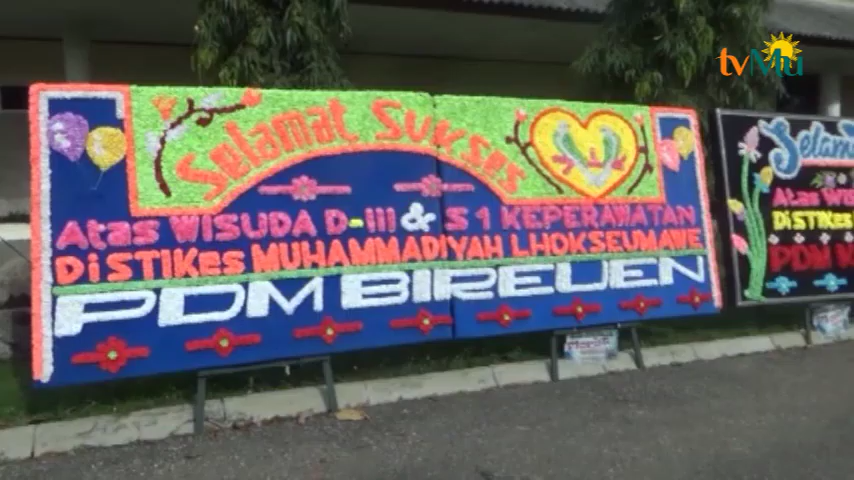 tvMu
Selamat Sukses
Atas WISUDA D-III & S 1 KEPERAWATAN
Di STIKes MUHAMMADIYAH LHOKSEUMAWE
PDM BIREUEN
Selam
Atas WIS
Di STIKES
PDM K